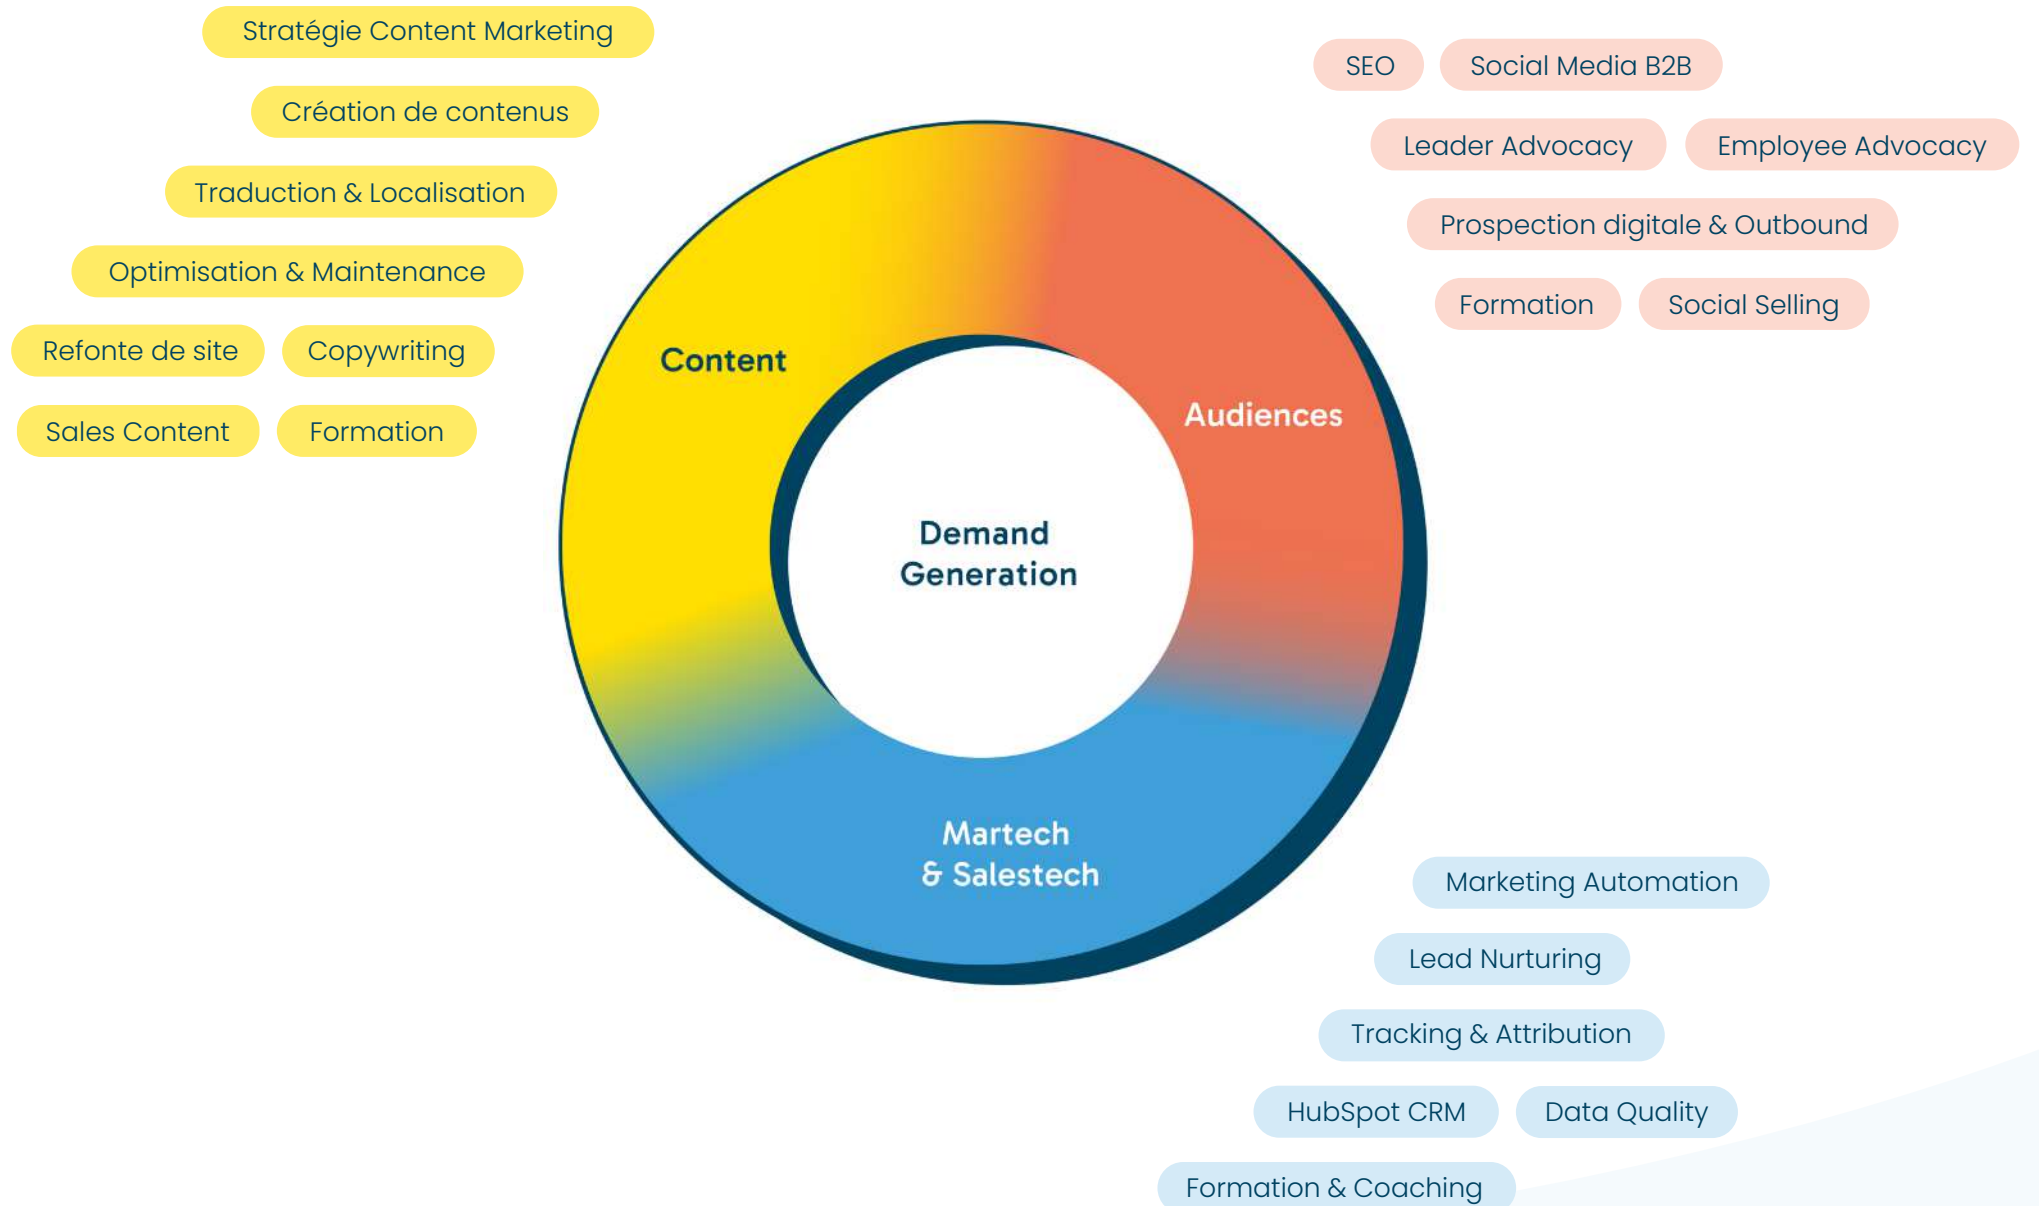 Stratégie Content Marketing
Création de contenus
Traduction & Localisation
Optimisation & Maintenance
Refonte de site
Copywriting
Sales Content
Formation
SEO
Social Media B2B
Leader Advocacy
Employee Advocacy
Prospection digitale & Outbound
Formation
Social Selling
Content
Audiences
Demand
Generation
Martech
& Salestech
Marketing Automation
Lead Nurturing
Tracking & Attribution
HubSpot CRM
Data Quality
Formation & Coaching